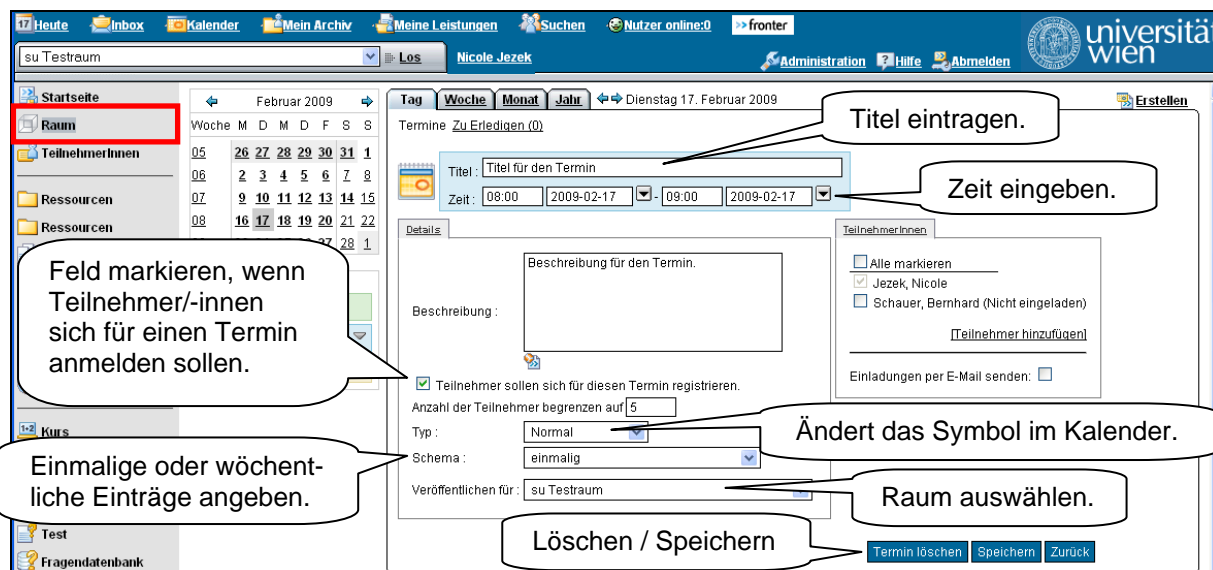 Heute Inbox Kalender Mein Archiv Meine Leistungen Suchen Nutzer online:0 >> fronter
universität
wien
su Testraum Los Nicole Jezek Administration Hilfe Abmelden
Startseite
Raum
TeilnehmerInnen
Ressourcen
Ressourcen
Kurs
Test
Fragendatenbank
Februar 2009
Woche M D M D F S S
05 26 27 28 29 30 31 1
06 2 3 4 5 6 7 8
07 9 10 11 12 13 14 15
08 16 17 18 19 20 21 22
27 28 1
Tag Woche Monat Jahr Dienstag 17. Februar 2009 Erstellen
Termine Zu Erledigen (0)
Titel eintragen.
Titel : Titel für den Termin
Zeit : 08:00 2009-02-17 - 09:00 2009-02-17
Zeit eingeben.
Details
Beschreibung : Beschreibung für den Termin.
TeilnehmerInnen
Alle markieren
Jezek, Nicole
Schauer, Bernhard (Nicht eingeladen)
[Teilnehmer hinzufügen]
Einladungen per E-Mail senden:
Feld markieren, wenn
Teilnehmer/-innen
sich für einen Termin
anmelden sollen.
Teilnehmer sollen sich für diesen Termin registrieren.
Anzahl der Teilnehmer begrenzen auf 5
Typ : Normal
Ändert das Symbol im Kalender.
Schema : einmalig
Einmalige oder wöchent-
liche Einträge angeben.
Veröffentlichen für : su Testraum
Raum auswählen.
Löschen / Speichern
Termin löschen Speichern Zurück